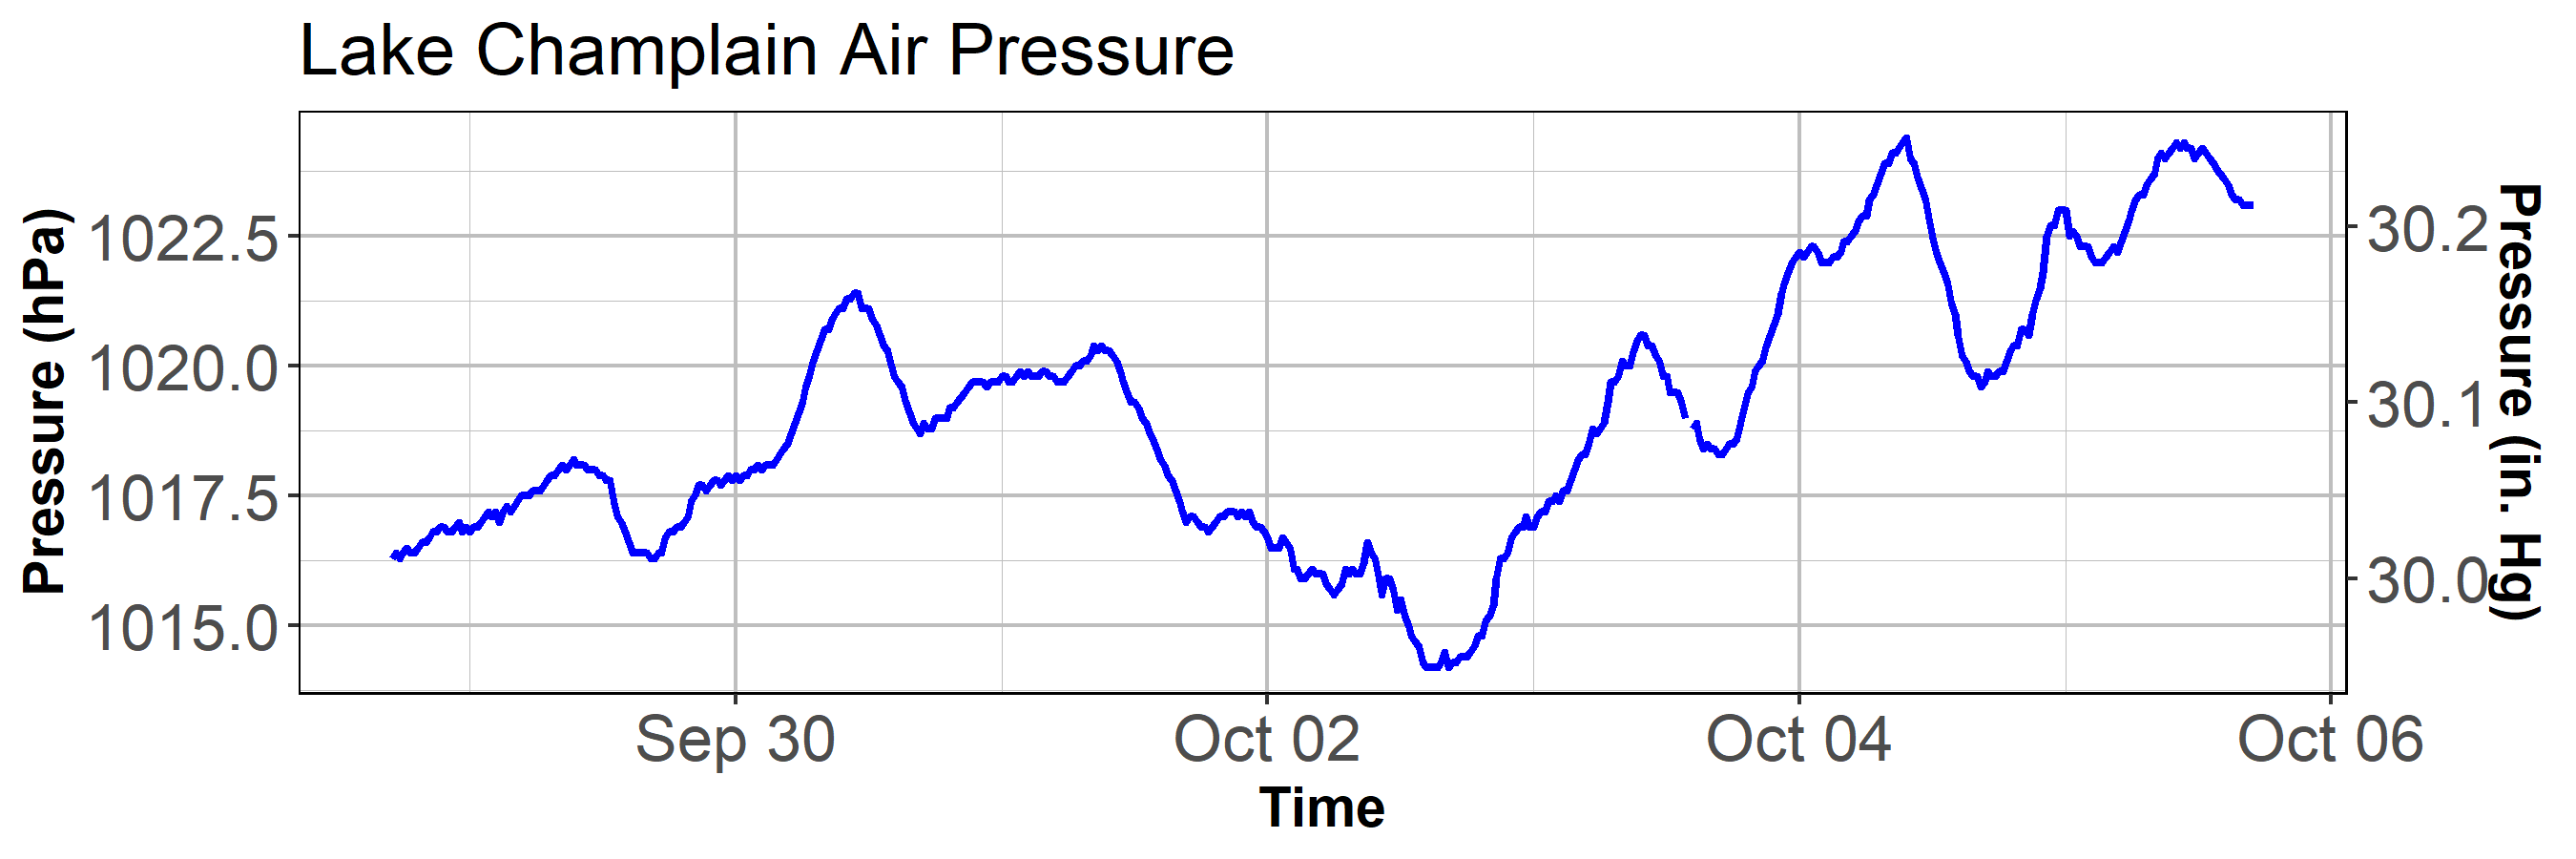 Lake Champlain Air Pressure
Pressure (hPa)
1022.5
1020.0
1017.5
1015.0
30.2
30.1
30.0
Pressure (in. Hg)
Sep 30
Oct 02
Oct 04
Oct 06
Time